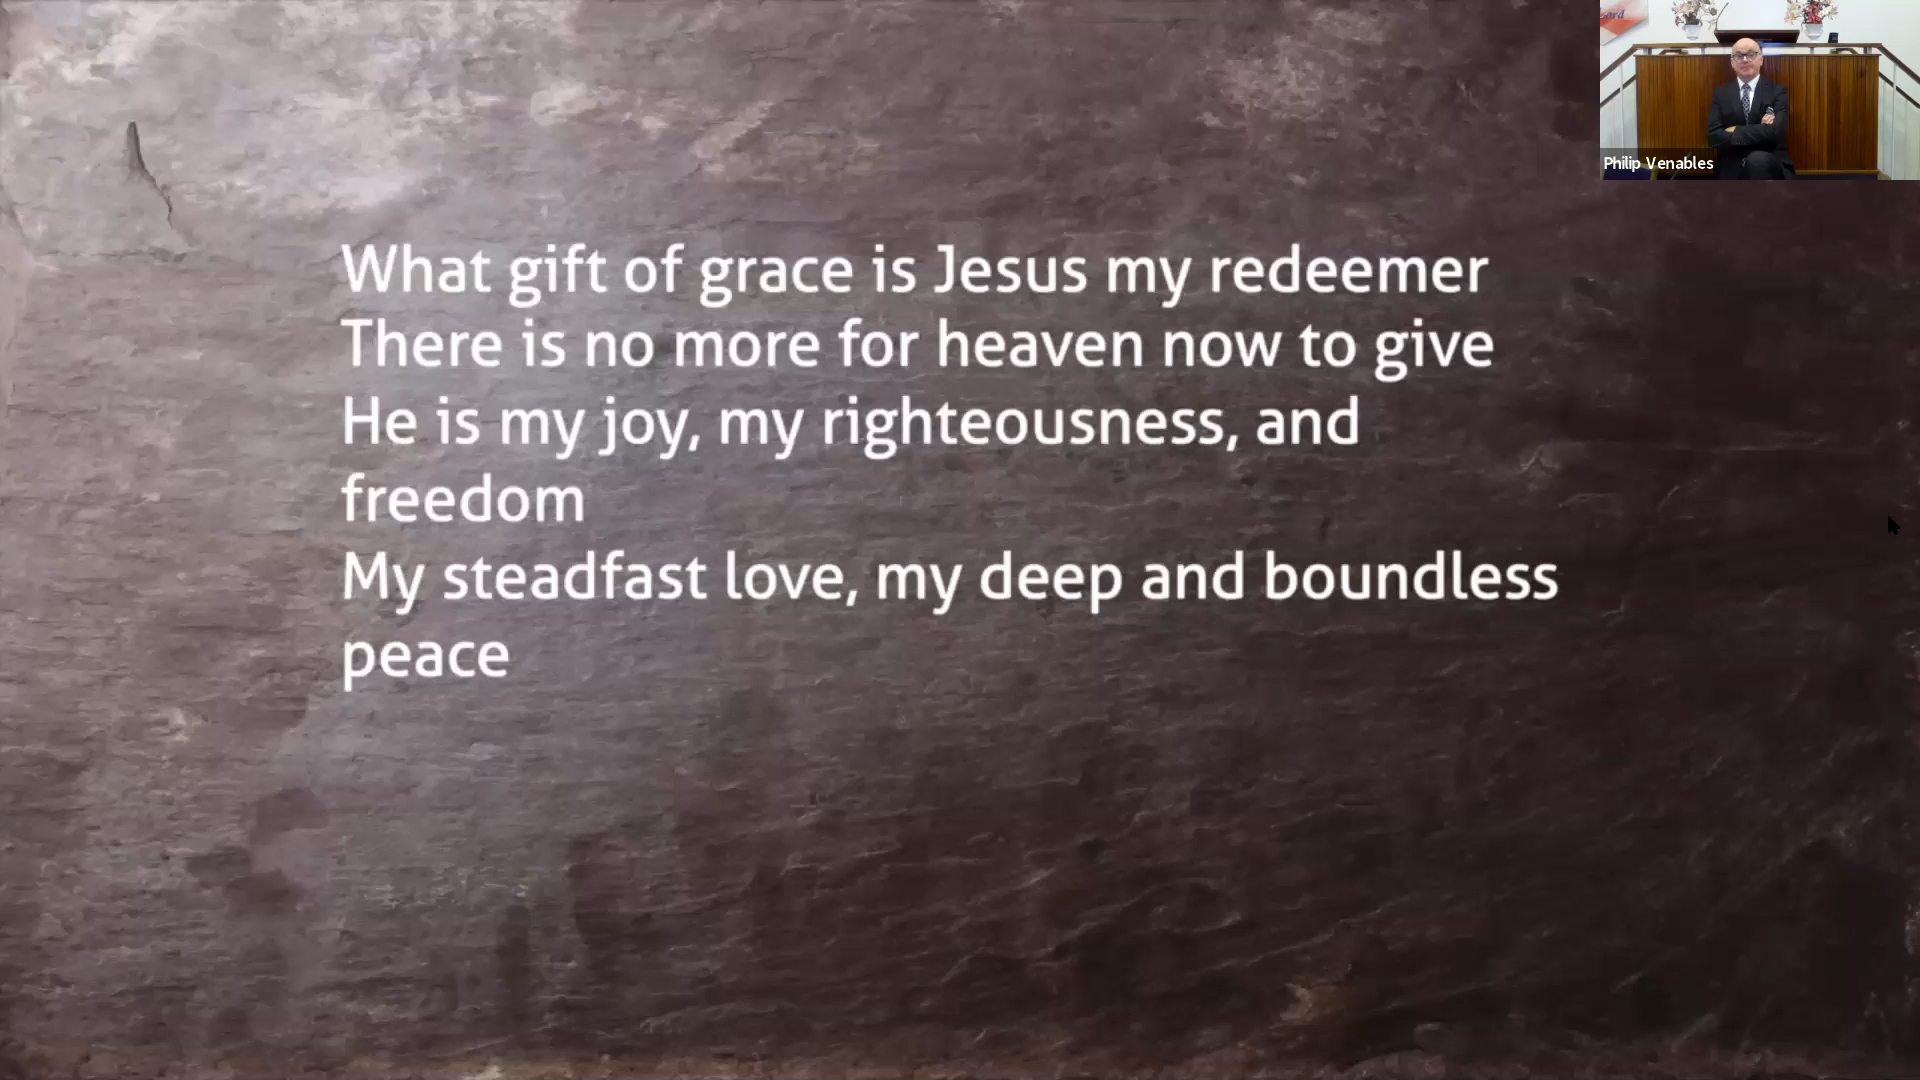 What gift of grace is Jesus my redeemer
There is no more for heaven now to give
He is my joy, my righteousness, and
freedom
My steadfast love, my deep and boundless
peace
ord
Philip Venables